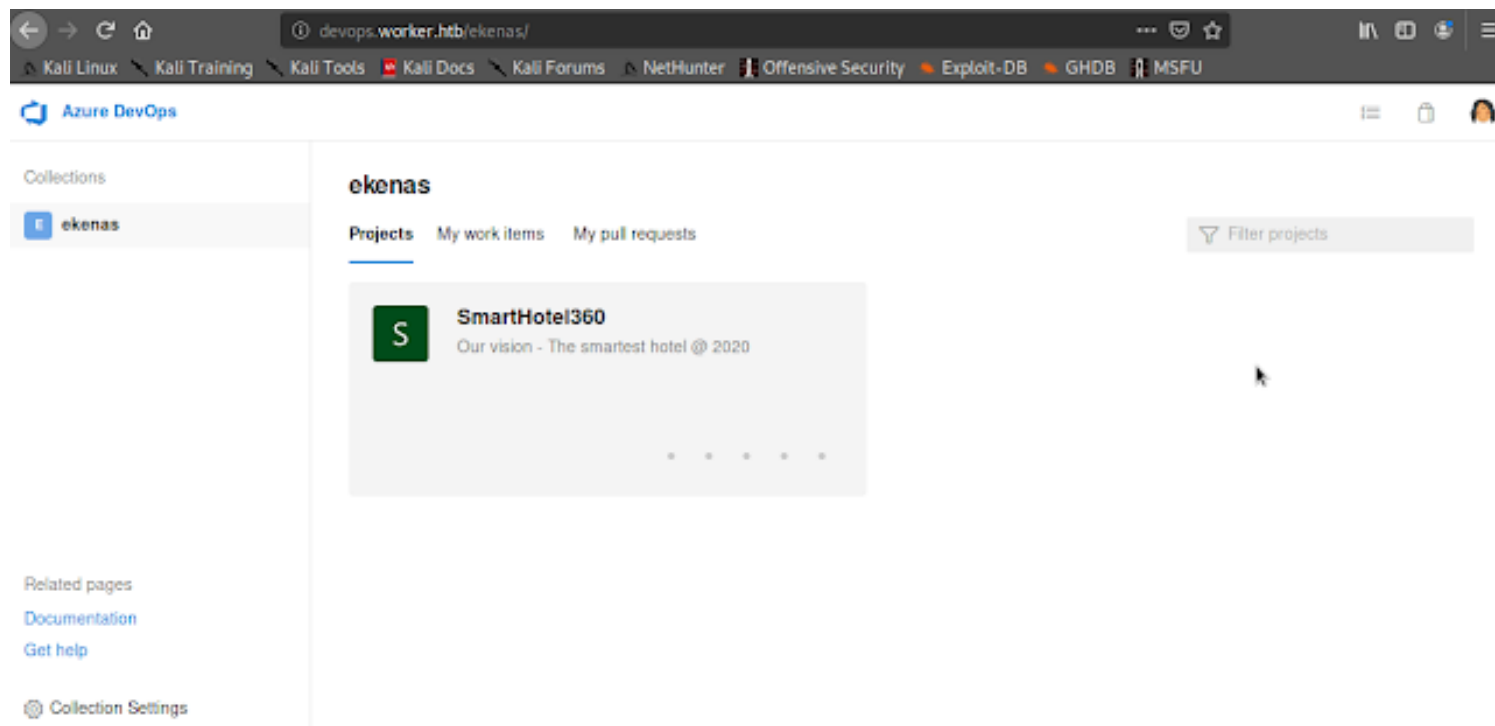 devops.worker.htb/ekenas/
Kali Linux Kali Training Kali Tools Kali Docs Kali Forums NetHunter Offensive Security Exploit-DB GHDB MSFU
Azure DevOps
Collections
E ekenas
ekenas
Projects My work items My pull requests
Filter projects
S
SmartHotel360
Our vision - The smartest hotel @ 2020
Related pages
Documentation
Get help
Collection Settings